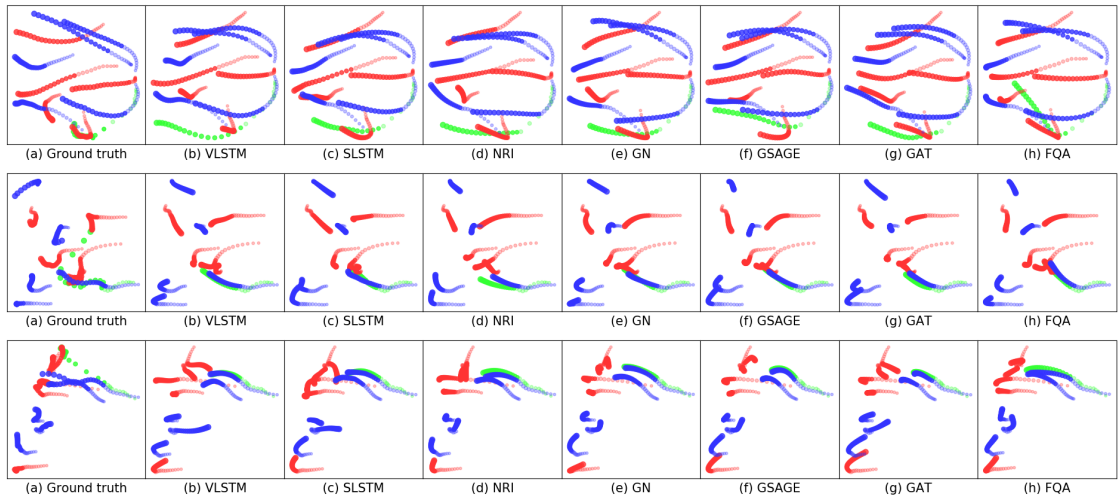 (a) Ground truth (b) VLSTM (c) SLSTM (d) NRI (e) GN (f) GSAGE (g) GAT (h) FQA
(a) Ground truth (b) VLSTM (c) SLSTM (d) NRI (e) GN (f) GSAGE (g) GAT (h) FQA
(a) Ground truth (b) VLSTM (c) SLSTM (d) NRI (e) GN (f) GSAGE (g) GAT (h) FQA